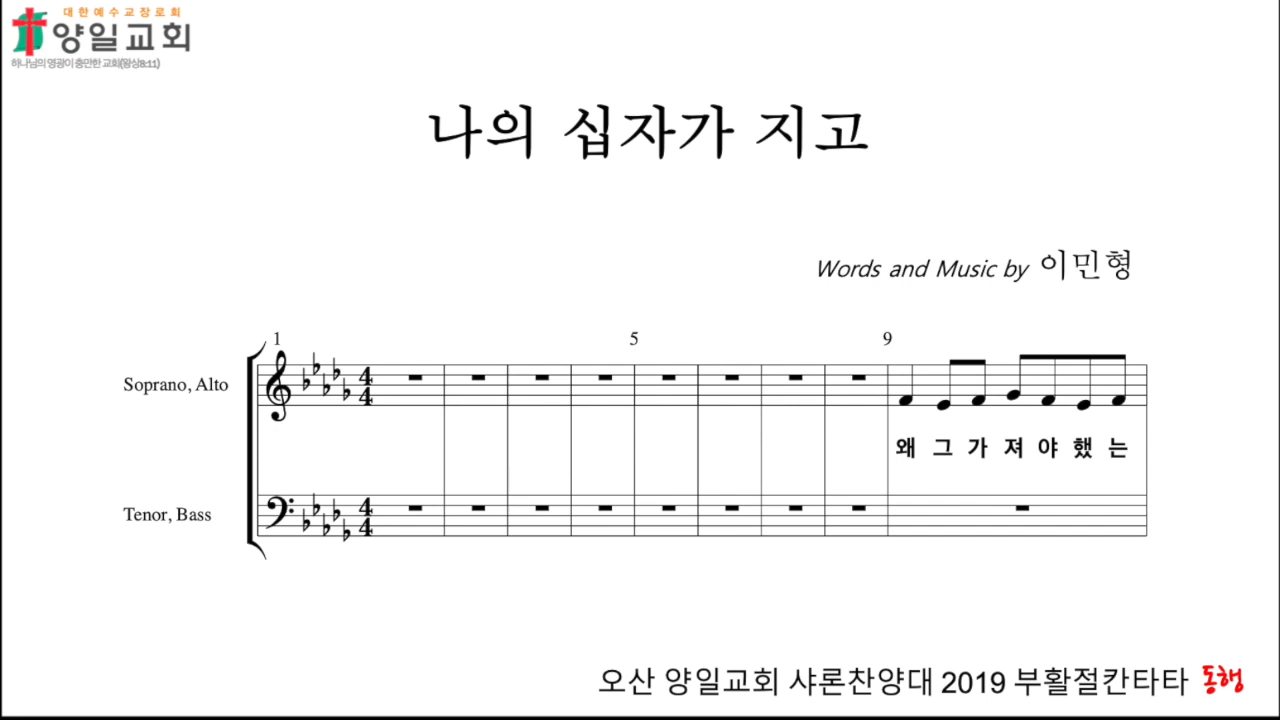 대한예수교장로회
양일교회
하나님의 영광이 충만한 교회(왕상8:11)
나의 십자가 지고
Words and Music by 이민형
1 5 9
Soprano, Alto
왜 그 가 져 야 했 는
Tenor, Bass
오산 양일교회 샤론찬양대 2019 부활절칸타타 동행